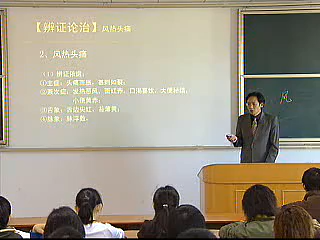 【辨证论治】风热头痛
2、风热头痛
（1）辨证依据：
①主症：头痛而胀，甚则如裂。
②兼次症：发热恶风，面红赤，口渴喜饮，大便秘结，
小便黄赤；
③舌象：舌边尖红，苔薄黄；
④脉象：脉浮数。
风